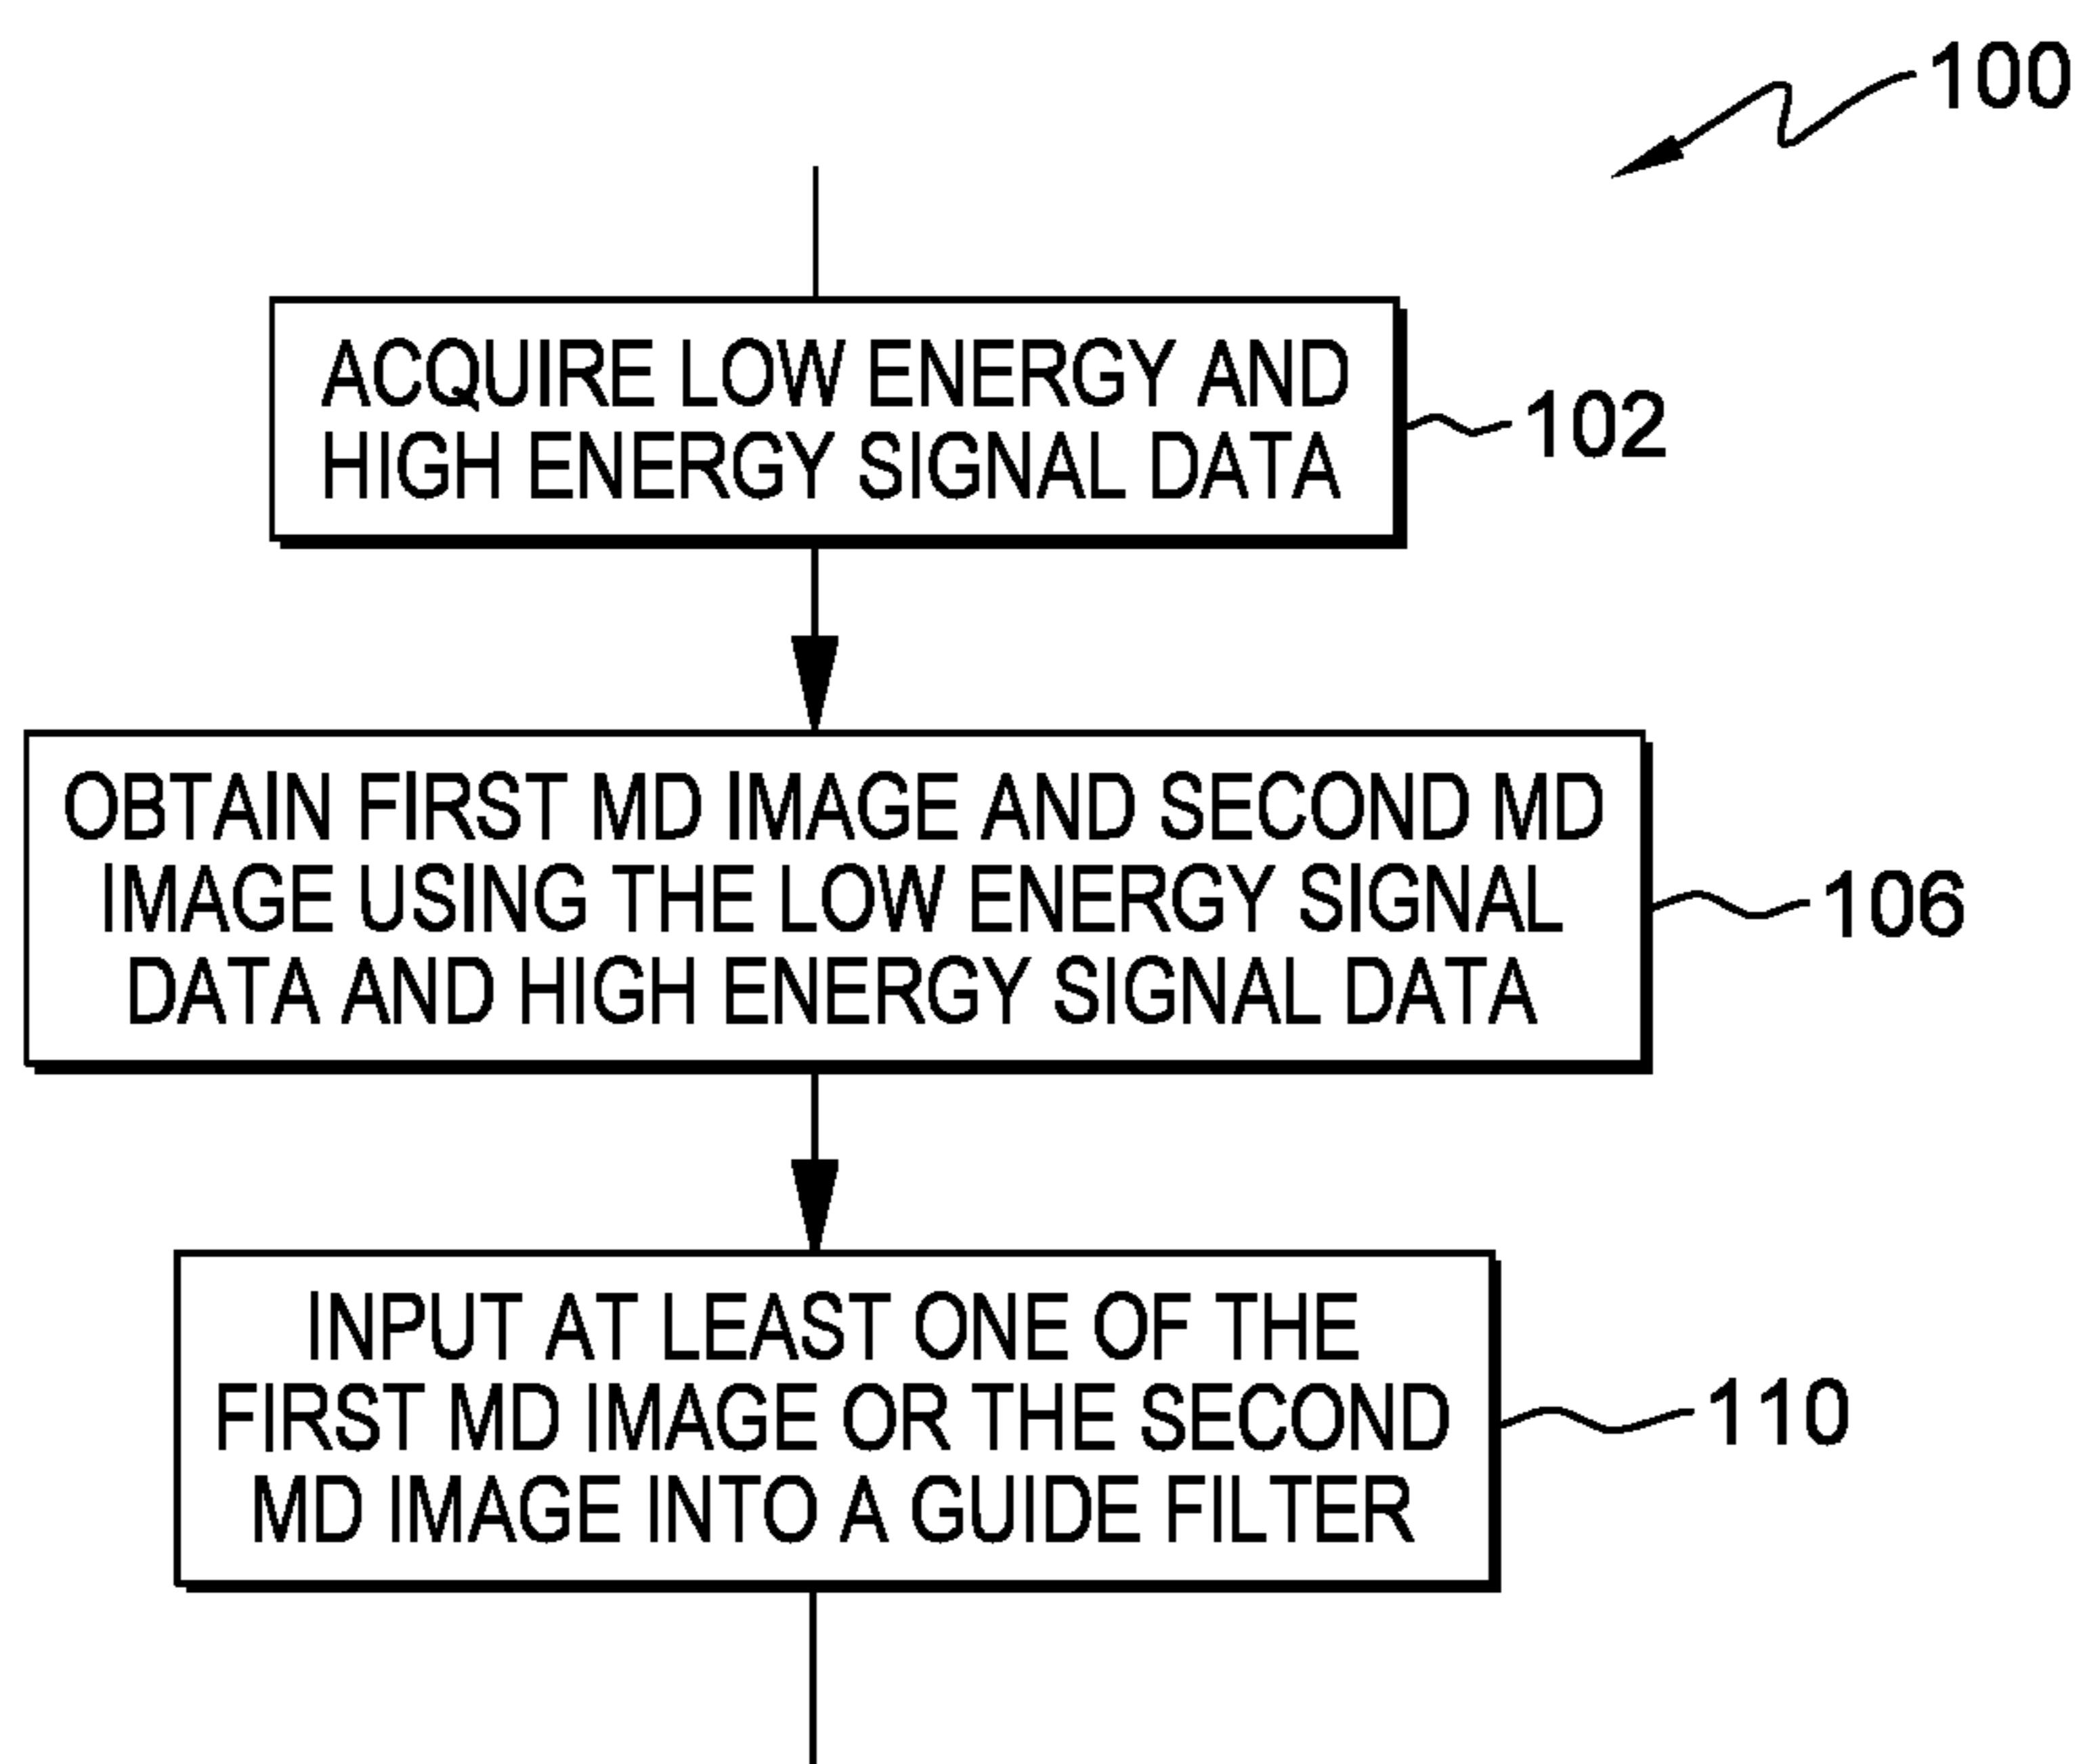 100
ACQUIRE LOW ENERGY AND
HIGH ENERGY SIGNAL DATA
102
OBTAIN FIRST MD IMAGE AND SECOND MD
IMAGE USING THE LOW ENERGY SIGNAL
DATA AND HIGH ENERGY SIGNAL DATA
106
INPUT AT LEAST ONE OF THE
FIRST MD IMAGE OR THE SECOND
MD IMAGE INTO A GUIDE FILTER
110